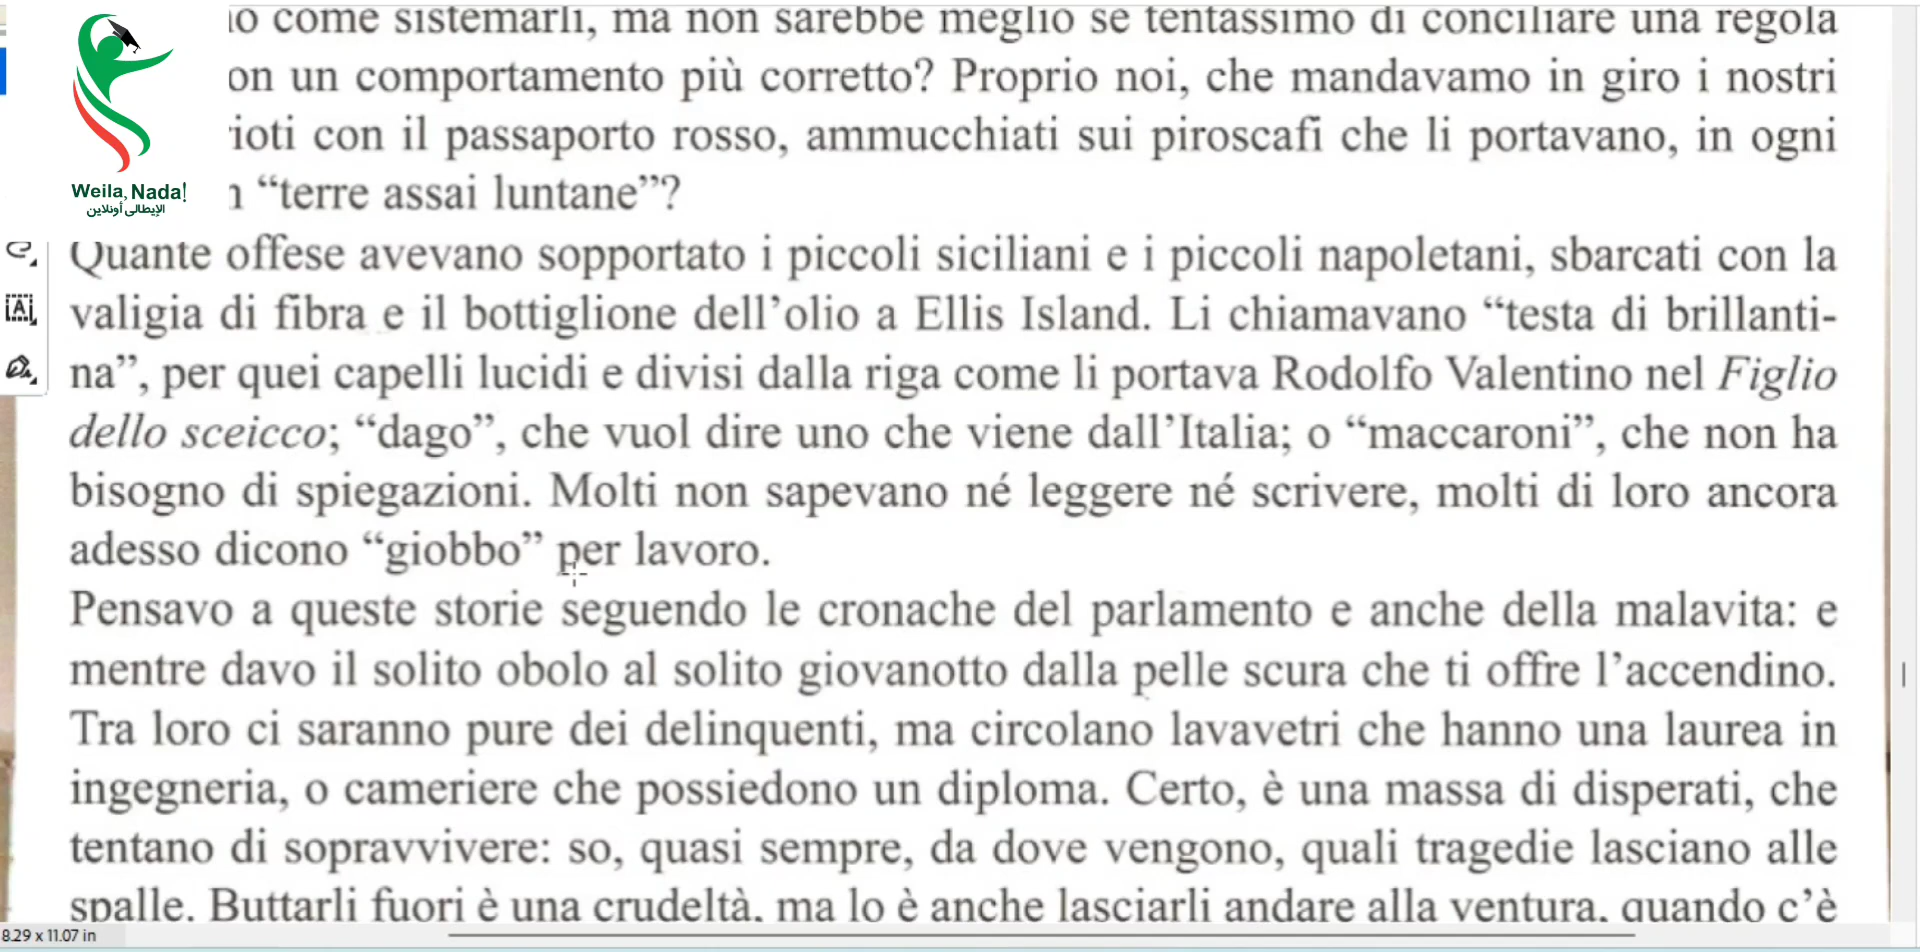 come sistemarli, ma non sarebbe meglio se tentassimo di conciliare una regola
on un comportamento più corretto? Proprio noi, che mandavamo in giro i nostri
rioti con il passaporto rosso, ammucchiati sui piroscafi che li portavano, in ogni
“terre assai luntane”?
Weila, Nada!
الإيطالى أونلاين
Quante offese avevano sopportato i piccoli siciliani e i piccoli napoletani, sbarcati con la
valigia di fibra e il bottiglione dell’olio a Ellis Island. Li chiamavano “testa di brillanti-
na”, per quei capelli lucidi e divisi dalla riga come li portava Rodolfo Valentino nel Figlio
dello sceicco; “dago”, che vuol dire uno che viene dall’Italia; o “maccaroni”, che non ha
bisogno di spiegazioni. Molti non sapevano né leggere né scrivere, molti di loro ancora
adesso dicono “giobbo” per lavoro.
Pensavo a queste storie seguendo le cronache del parlamento e anche della malavita: e
mentre davo il solito obolo al solito giovanotto dalla pelle scura che ti offre l’accendino.
Tra loro ci saranno pure dei delinquenti, ma circolano lavavetri che hanno una laurea in
ingegneria, o cameriere che possiedono un diploma. Certo, è una massa di disperati, che
tentano di sopravvivere: so, quasi sempre, da dove vengono, quali tragedie lasciano alle
spalle. Buttarli fuori è una crudeltà, ma lo è anche lasciarli andare alla ventura, quando c’è
8.29 x 11.07 in